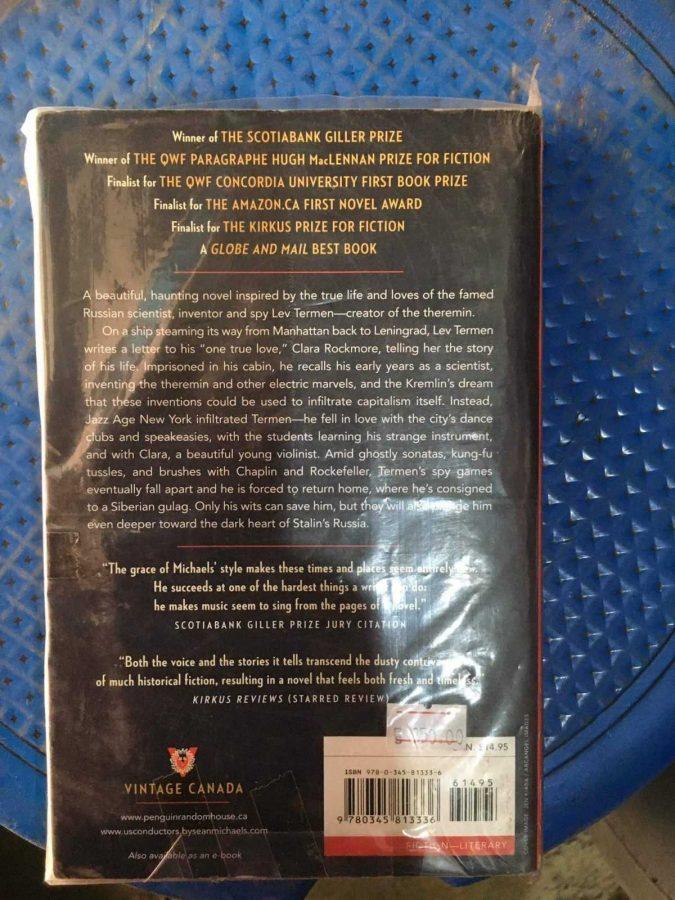 Winner of THE SCOTIABANK GILLER PRIZE
Winner of THE QWF PARAGRAPHE HUGH MacLENNAN PRIZE FOR FICTION
Finalist for THE QWF CONCORDIA UNIVERSITY FIRST BOOK PRIZE
Finalist for THE AMAZON.CA FIRST NOVEL AWARD
Finalist for THE KIRKUS PRIZE FOR FICTION
A GLOBE AND MAIL BEST BOOK
A beautiful, haunting novel inspired by the true life and loves of the famed
Russian scientist, inventor and spy Lev Termen—creator of the theremin.
On a ship steaming its way from Manhattan back to Leningrad, Lev Termen
writes a letter to his "one true love," Clara Rockmore, telling her the story
of his life. Imprisoned in his cabin, he recalls his early years as a scientist,
inventing the theremin and other electric marvels, and the Kremlin's dream
that these inventions could be used to infiltrate capitalism itself. Instead,
Jazz Age New York infiltrated Termen—he fell in love with the city's dance
clubs and speakeasies, with the students learning his strange instrument,
and with Clara, a beautiful young violinist. Amid ghostly sonatas, kung-fu
tussles, and brushes with Chaplin and Rockefeller, Termen's spy games
eventually fall apart and he is forced to return home, where he's consigned
to a Siberian gulag. Only his wits can save him, but they will also him
even deeper toward the dark heart of Stalin's Russia.
"The grace of Michaels' style makes these times and places seem entirely new.
He succeeds at one of the hardest things a writer can do:
he makes music seem to sing from the pages of a novel."
SCOTIABANK GILLER PRIZE JURY CITATION
"Both the voice and the stories it tells transcend the dusty
of much historical fiction, resulting in a novel that feels both fresh and timeless."
KIRKUS REVIEWS (STARRED REVIEW)
VINTAGE CANADA
www.penguinrandomhouse.ca
www.usconductors.byseanmichaels.com
Also available as an e-book
N. $14.95
ISBN 978-0-345-81333-6
61495
9 780345 813336
FICTION—LITERARY